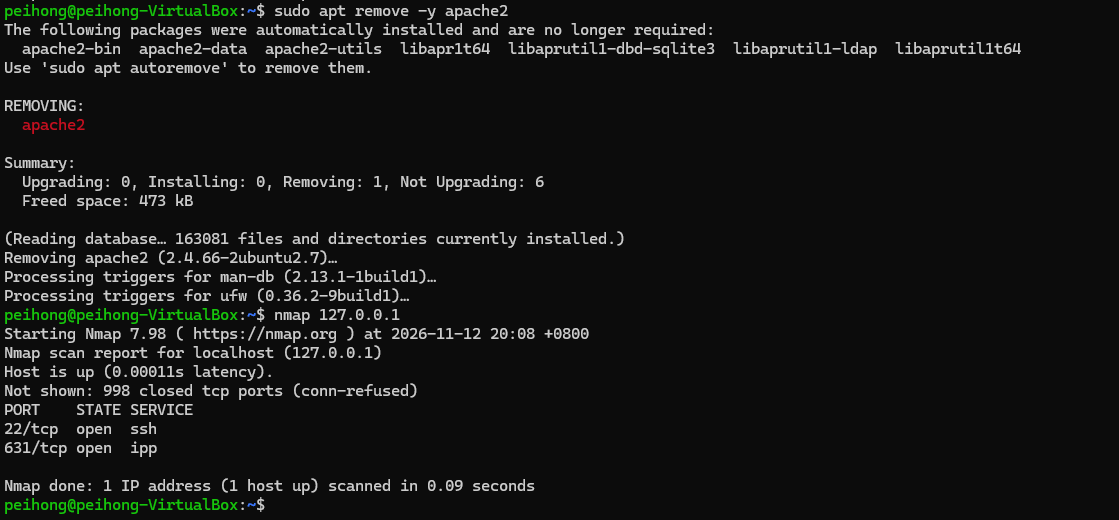 peihong@peihong-VirtualBox:~$ sudo apt remove -y apache2
The following packages were automatically installed and are no longer required:
  apache2-bin  apache2-data  apache2-utils  libapr1t64  libaprutil1-dbd-sqlite3  libaprutil1-ldap  libaprutil1t64
Use 'sudo apt autoremove' to remove them.

REMOVING:
  apache2

Summary:
  Upgrading: 0, Installing: 0, Removing: 1, Not Upgrading: 6
  Freed space: 473 kB

(Reading database… 163081 files and directories currently installed.)
Removing apache2 (2.4.66-2ubuntu2.7)…
Processing triggers for man-db (2.13.1-1build1)…
Processing triggers for ufw (0.36.2-9build1)…
peihong@peihong-VirtualBox:~$ nmap 127.0.0.1
Starting Nmap 7.98 ( https://nmap.org ) at 2026-11-12 20:08 +0800
Nmap scan report for localhost (127.0.0.1)
Host is up (0.00011s latency).
Not shown: 998 closed tcp ports (conn-refused)
PORT    STATE SERVICE
22/tcp  open  ssh
631/tcp open  ipp

Nmap done: 1 IP address (1 host up) scanned in 0.09 seconds
peihong@peihong-VirtualBox:~$